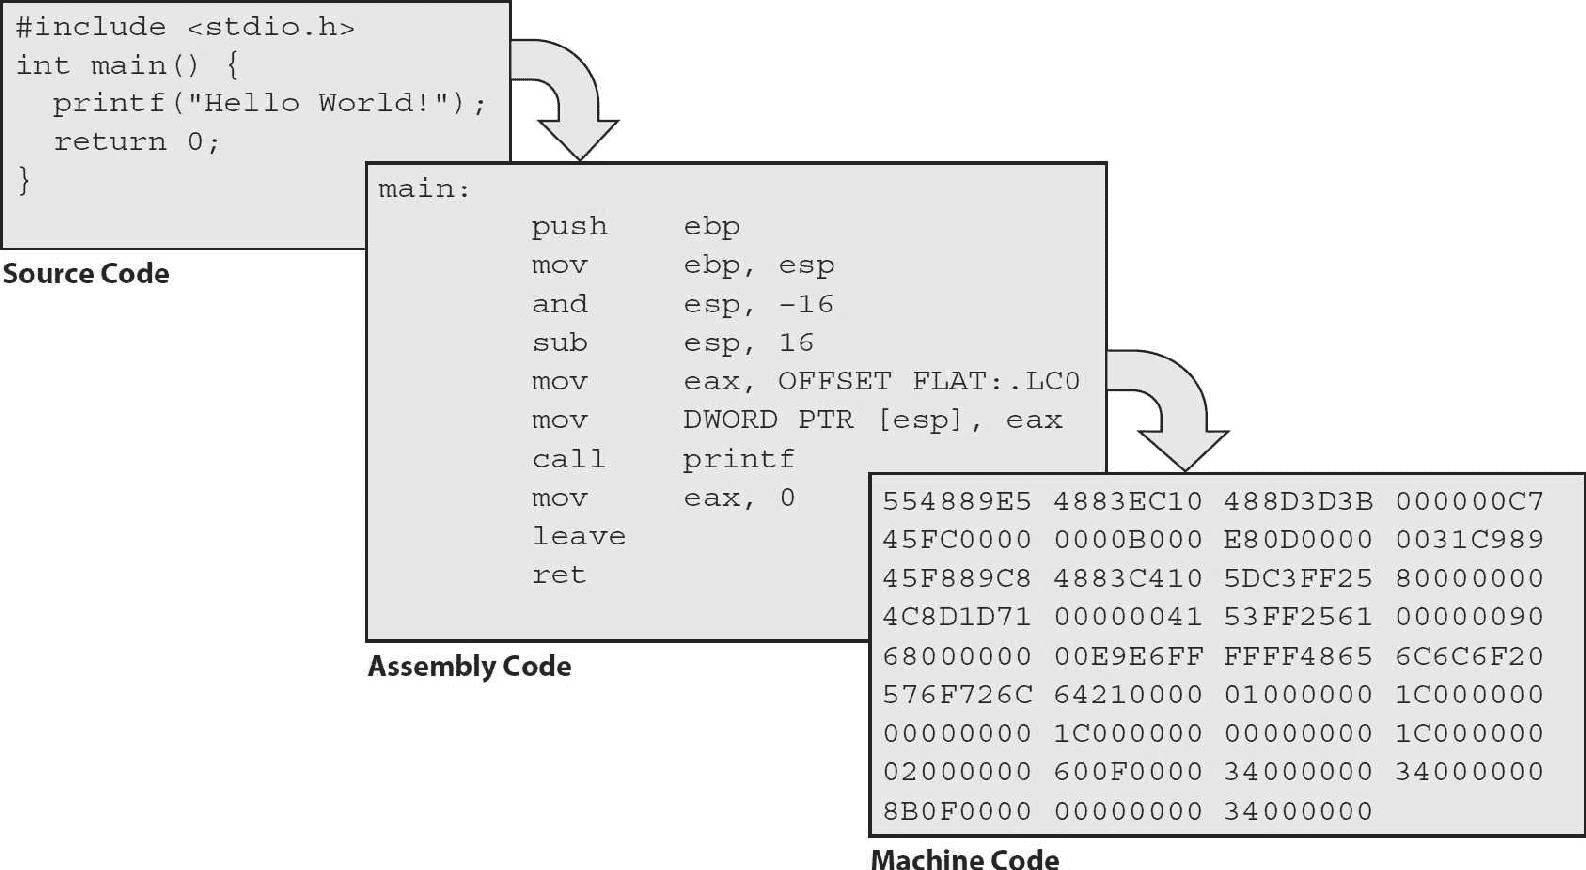 #include <stdio.h>
int main() {
  printf("Hello World!");
  return 0;
}
Source Code
main:
        push    ebp
        mov     ebp, esp
        and     esp, -16
        sub     esp, 16
        mov     eax, OFFSET FLAT:.LC0
        mov     DWORD PTR [esp], eax
        call    printf
        mov     eax, 0
        leave
        ret
Assembly Code
554889E5 4883EC10 488D3D3B 000000C7
45FC0000 0000B000 E80D0000 0031C989
45F889C8 4883C410 5DC3FF25 80000000
4C8D1D71 00000041 53FF2561 00000090
68000000 00E9E6FF FFFF4865 6C6C6F20
576F726C 64210000 01000000 1C000000
00000000 1C000000 00000000 1C000000
02000000 600F0000 34000000 34000000
8B0F0000 00000000 34000000
Machine Code